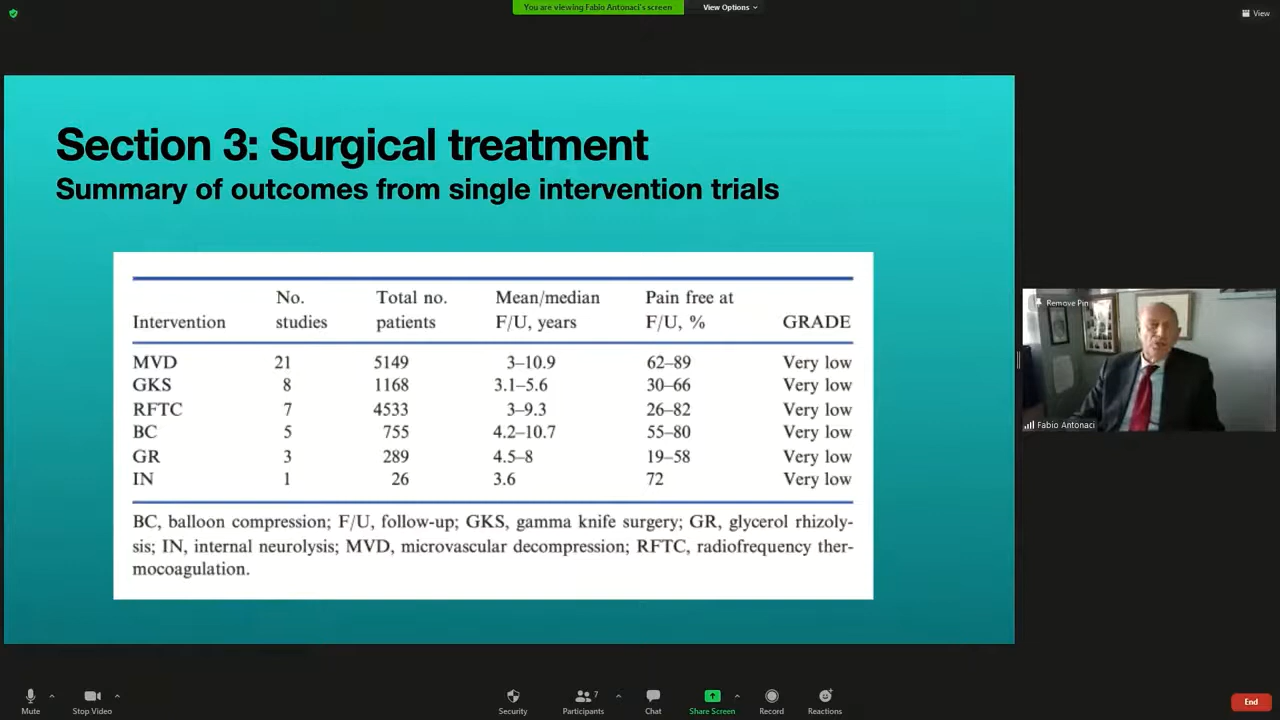 You are viewing Fabio Antonaci's screen View Options
View
Section 3: Surgical treatment
Summary of outcomes from single intervention trials
No. Total no. Mean/median Pain free at
Intervention studies patients F/U, years F/U, % GRADE
MVD 21 5149 3–10.9 62–89 Very low
GKS 8 1168 3.1–5.6 30–66 Very low
RFTC 7 4533 3–9.3 26–82 Very low
BC 5 755 4.2–10.7 55–80 Very low
GR 3 289 4.5–8 19–58 Very low
IN 1 26 3.6 72 Very low
BC, balloon compression; F/U, follow-up; GKS, gamma knife surgery; GR, glycerol rhizoly-
sis; IN, internal neurolysis; MVD, microvascular decompression; RFTC, radiofrequency ther-
mocoagulation.
Remove Pin
Fabio Antonaci
7
Mute Stop Video Security Participants Chat Share Screen Record Reactions End